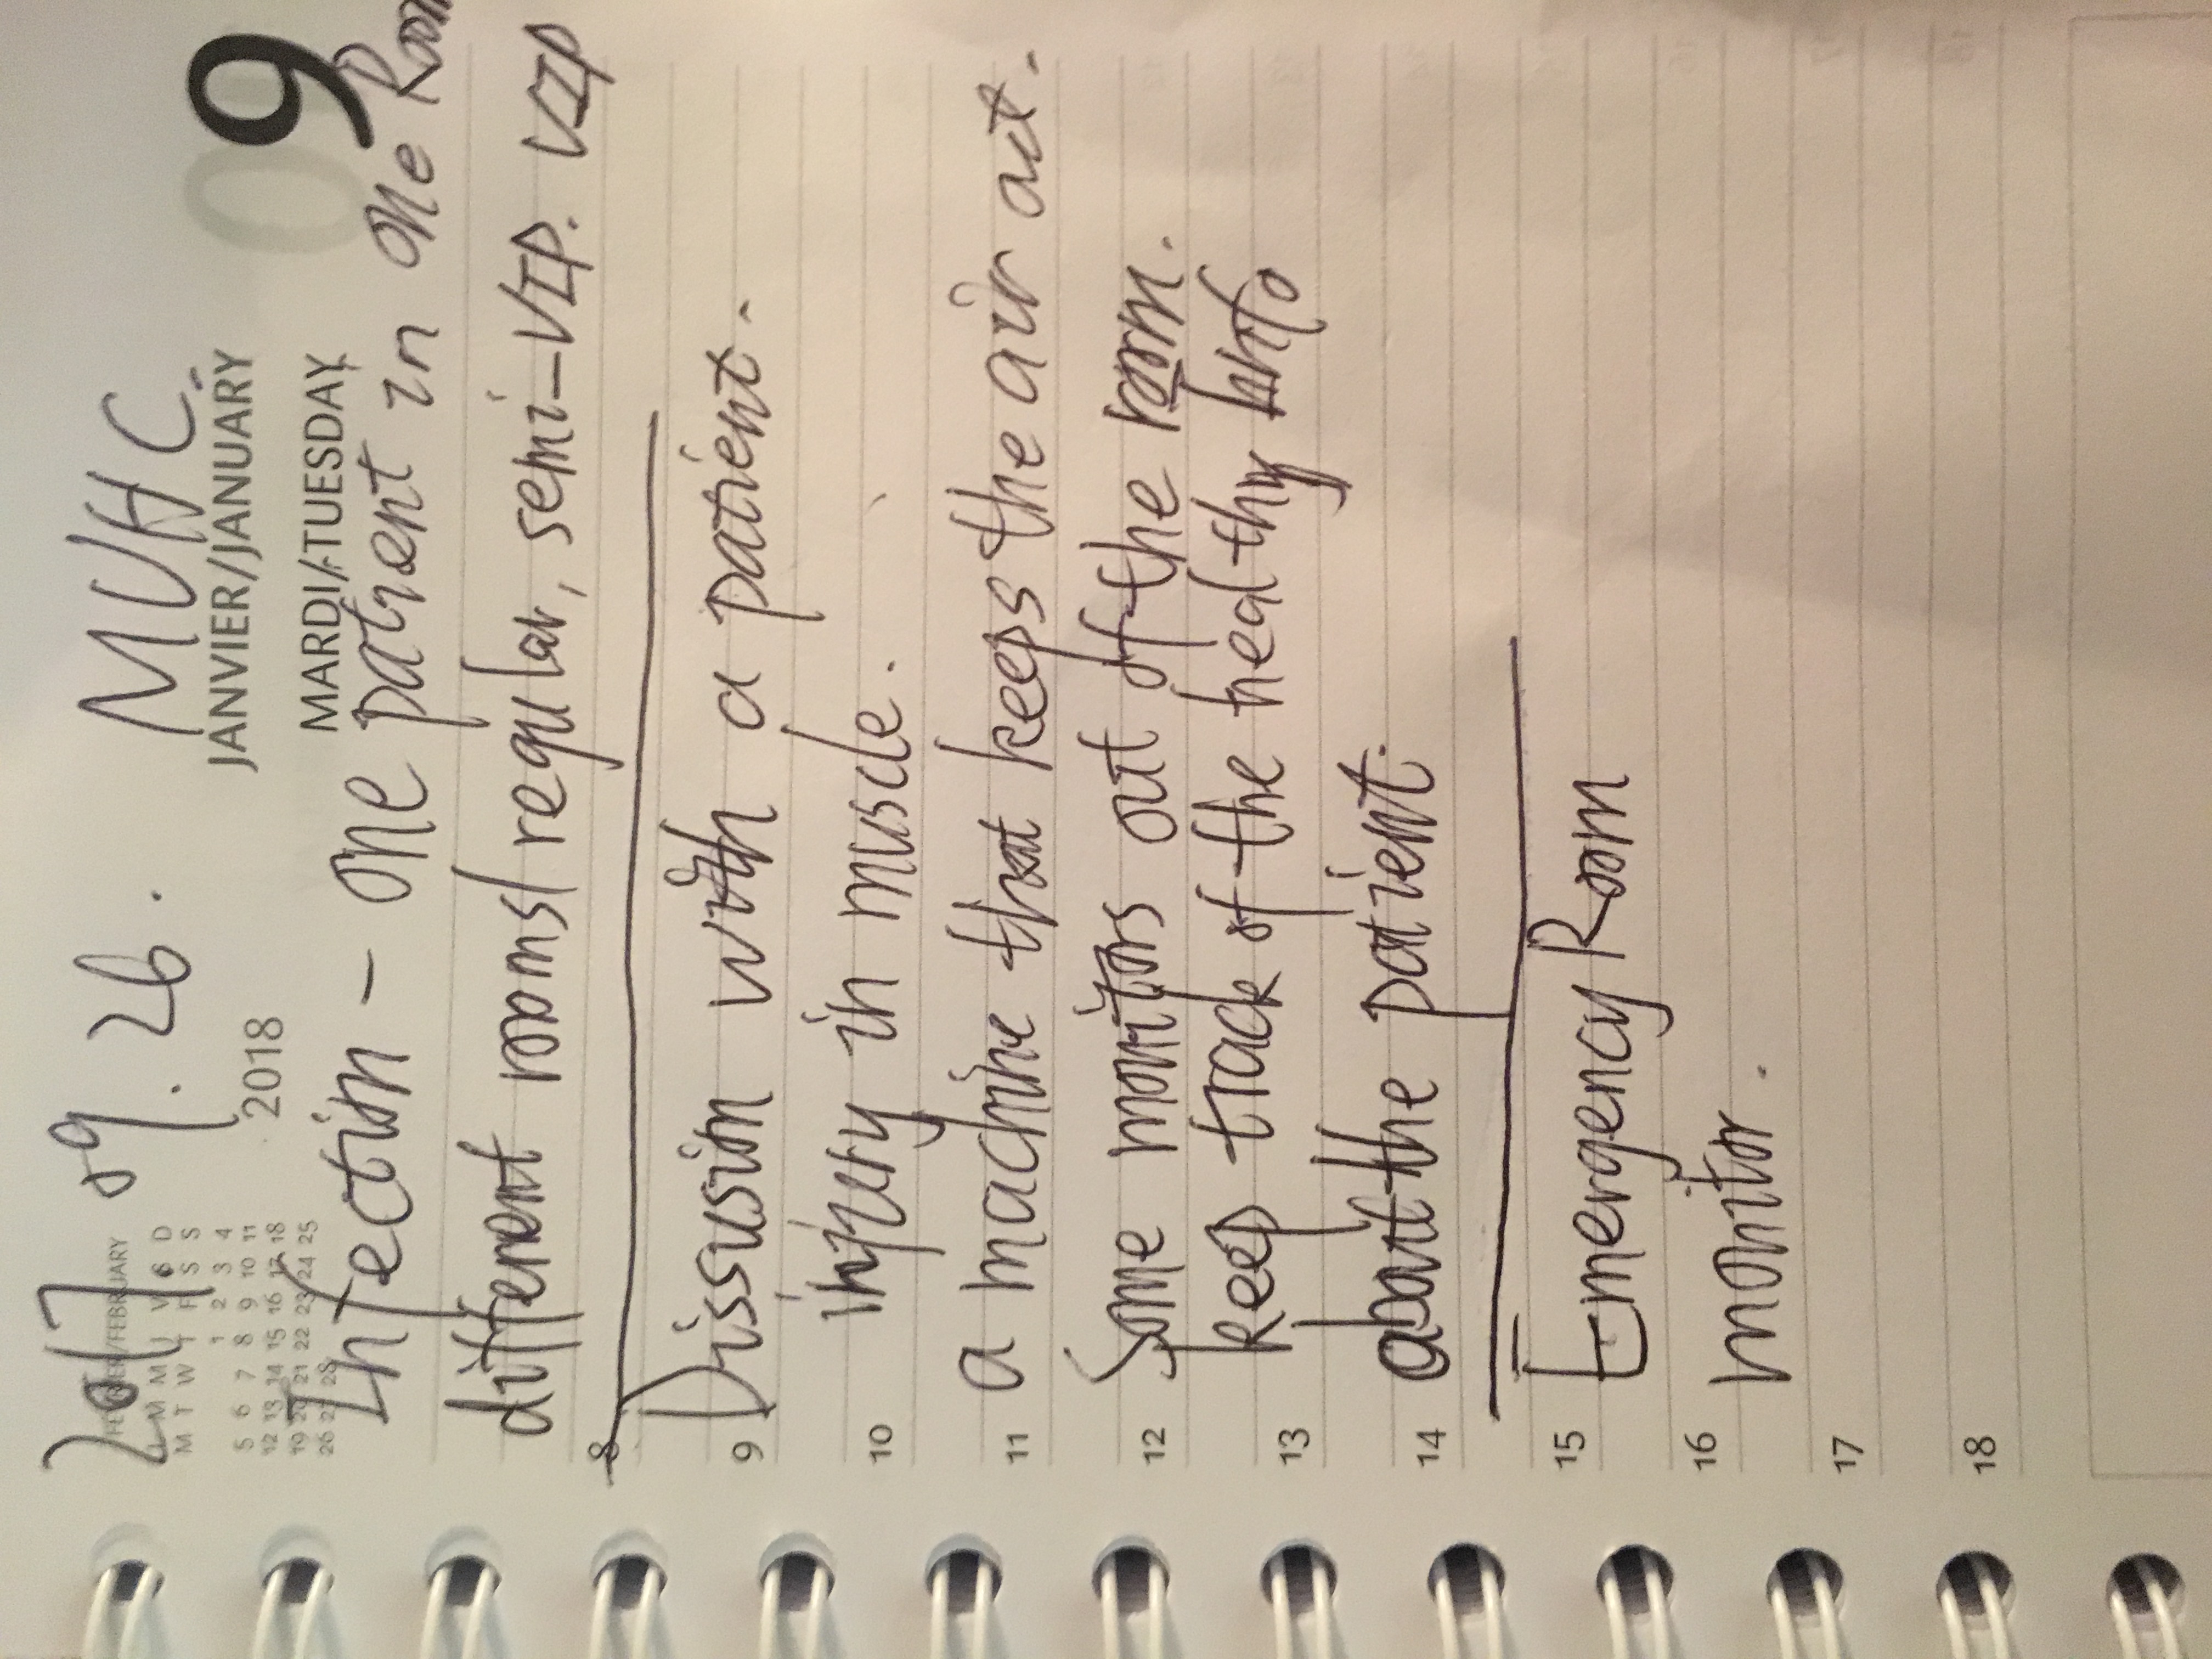 2017. 09. 26. MUHC.
FÉVRIER/FEBRUARY
L M M J V S D
M T W T F S S
1 2 3 4
5 6 7 8 9 10 11
12 13 14 15 16 17 18
19 20 21 22 23 24 25
26 27 28
2018
JANVIER/JANUARY
MARDI/TUESDAY
09
Infection - one patient in one Room
different rooms/ regular, semi-VIP. VIP
8
9 Dissusion with a patient.
10 injury in muscle.
11 a machine that keeps the air act.
12 Some monitors out of the room.
13 keep track of the healthy Info
14 about the patient.
15 Emergency Room
16 monitor.
17
18